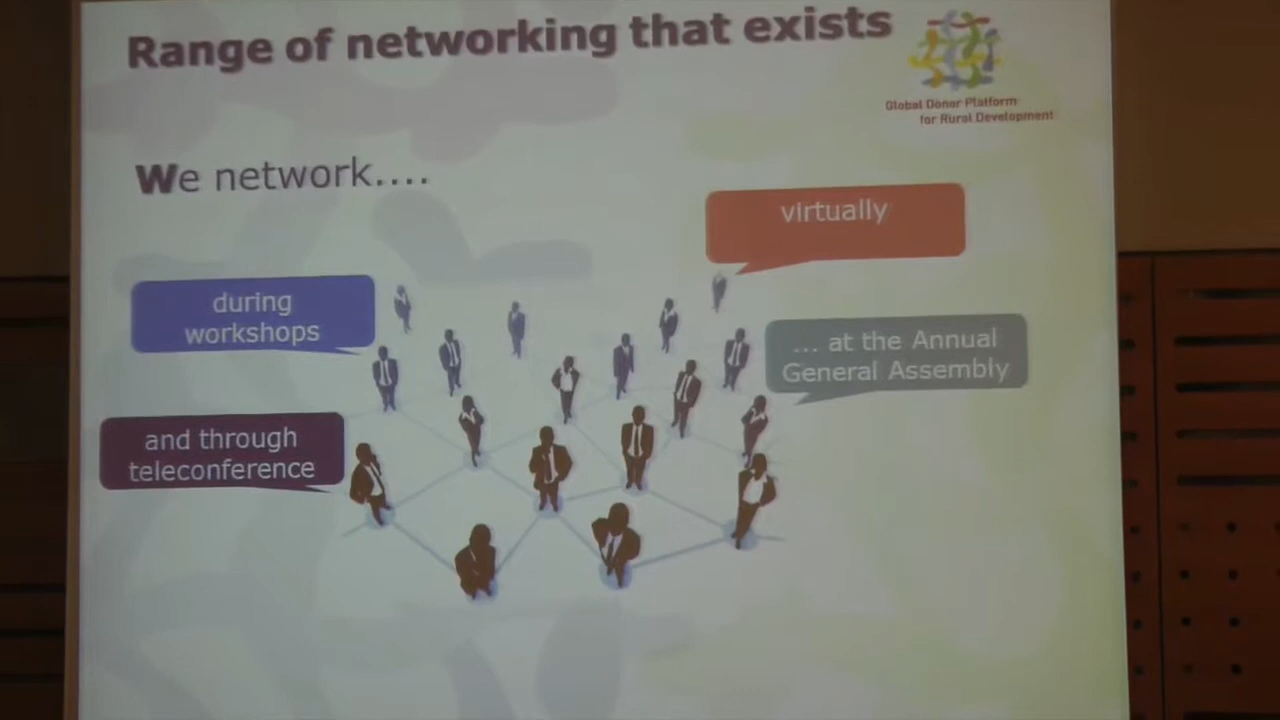 Range of networking that exists
Global Donor Platform
for Rural Development
We network....
virtually
during
workshops
... at the Annual
General Assembly
and through
teleconference